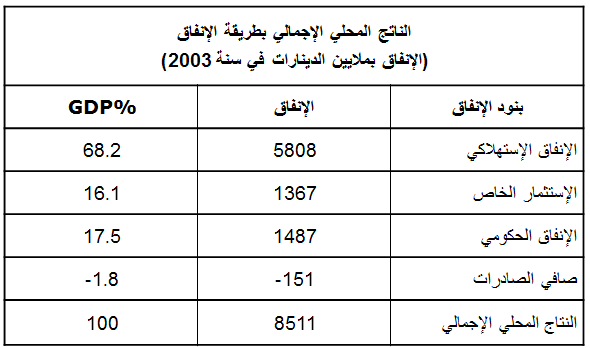 الناتج المحلي الإجمالي بطريقة الإنفاق
(الإنفاق بملايين الدينارات في سنة 2003)
بنود الإنفاق الإنفاق GDP%
الإنفاق الإستهلاكي 5808 68.2
الإستثمار الخاص 1367 16.1
الإنفاق الحكومي 1487 17.5
صافي الصادرات -151 -1.8
النتاج المحلي الإجمالي 8511 100